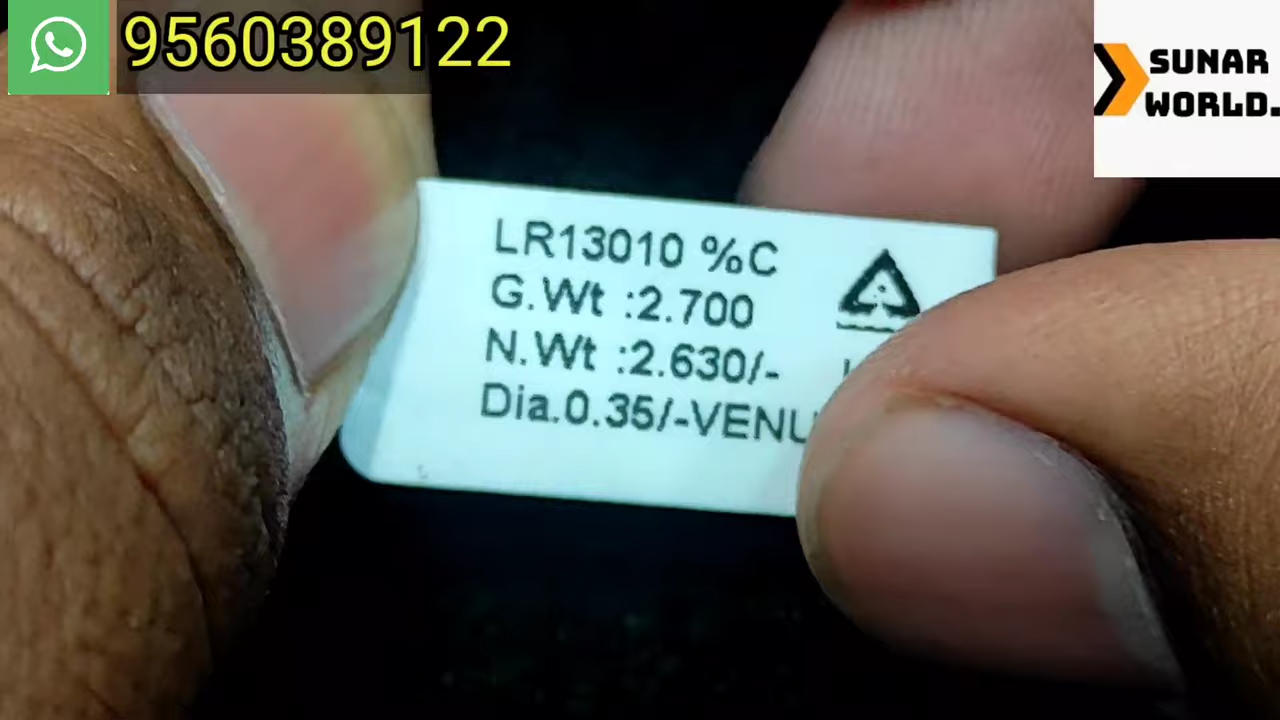 9560389122
SUNAR
WORLD.
LR13010 %C
G.Wt :2.700
N.Wt :2.630/-
Dia.0.35/-VENU